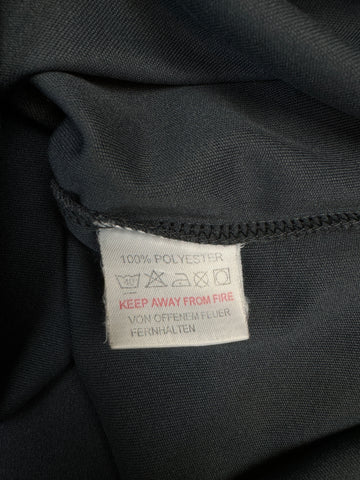 100% POLYESTER
KEEP AWAY FROM FIRE
VON OFFENEM FEUER
FERNHALTEN